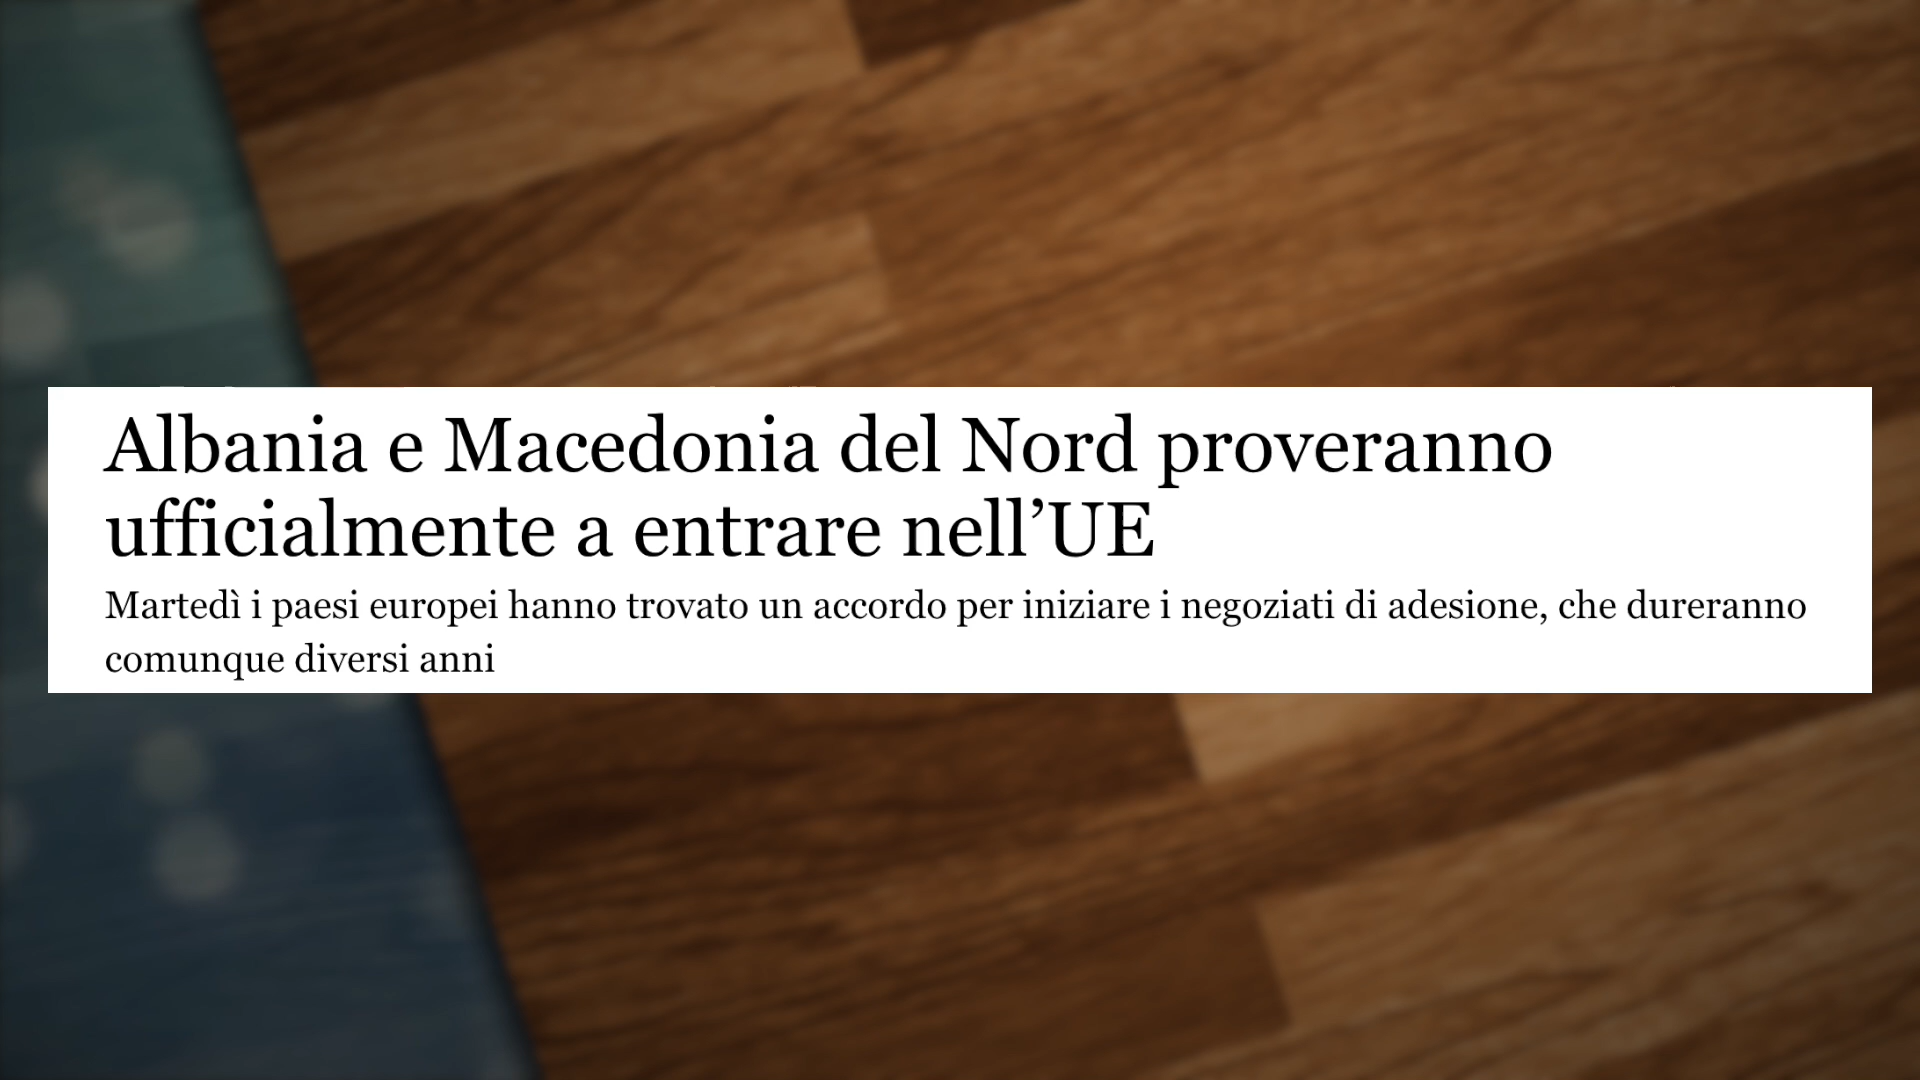 Albania e Macedonia del Nord proveranno
ufficialmente a entrare nell’UE
Martedì i paesi europei hanno trovato un accordo per iniziare i negoziati di adesione, che dureranno
comunque diversi anni